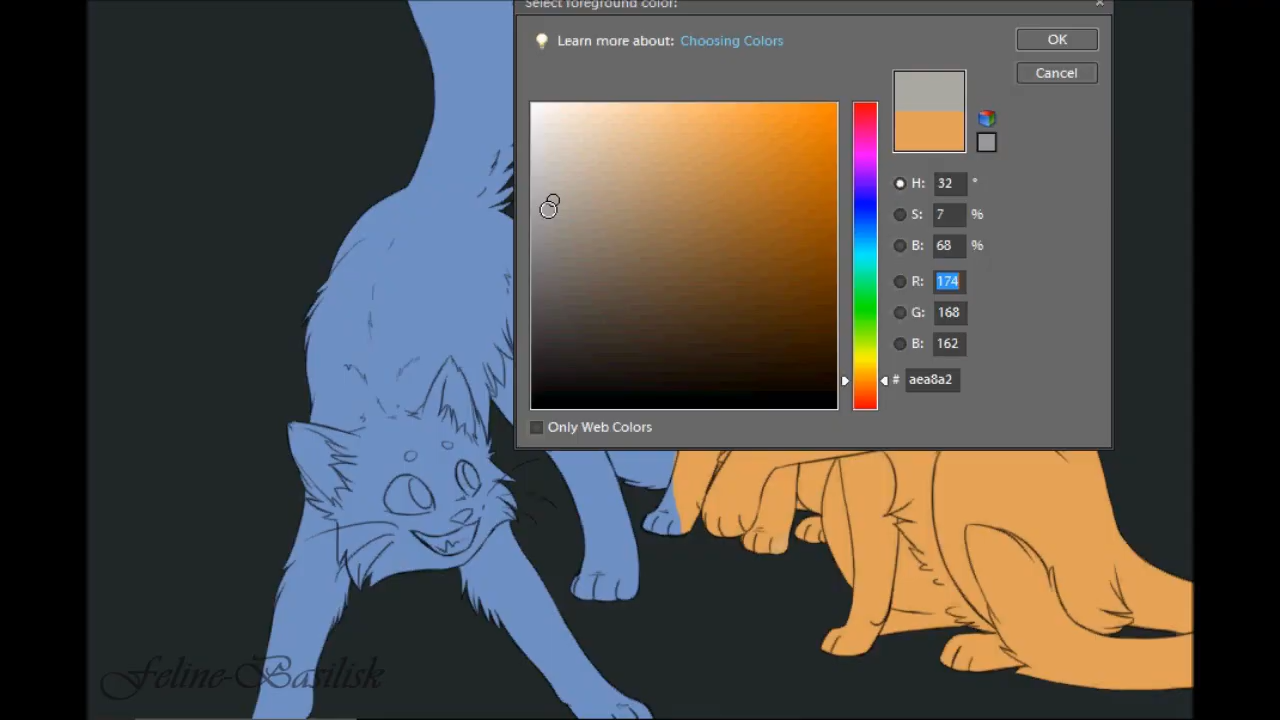 Select foreground color:
Learn more about: Choosing Colors
OK
Cancel
H: 32 °
S: 7 %
B: 68 %
R: 174
G: 168
B: 162
# aea8a2
Only Web Colors
Feline-Basilisk